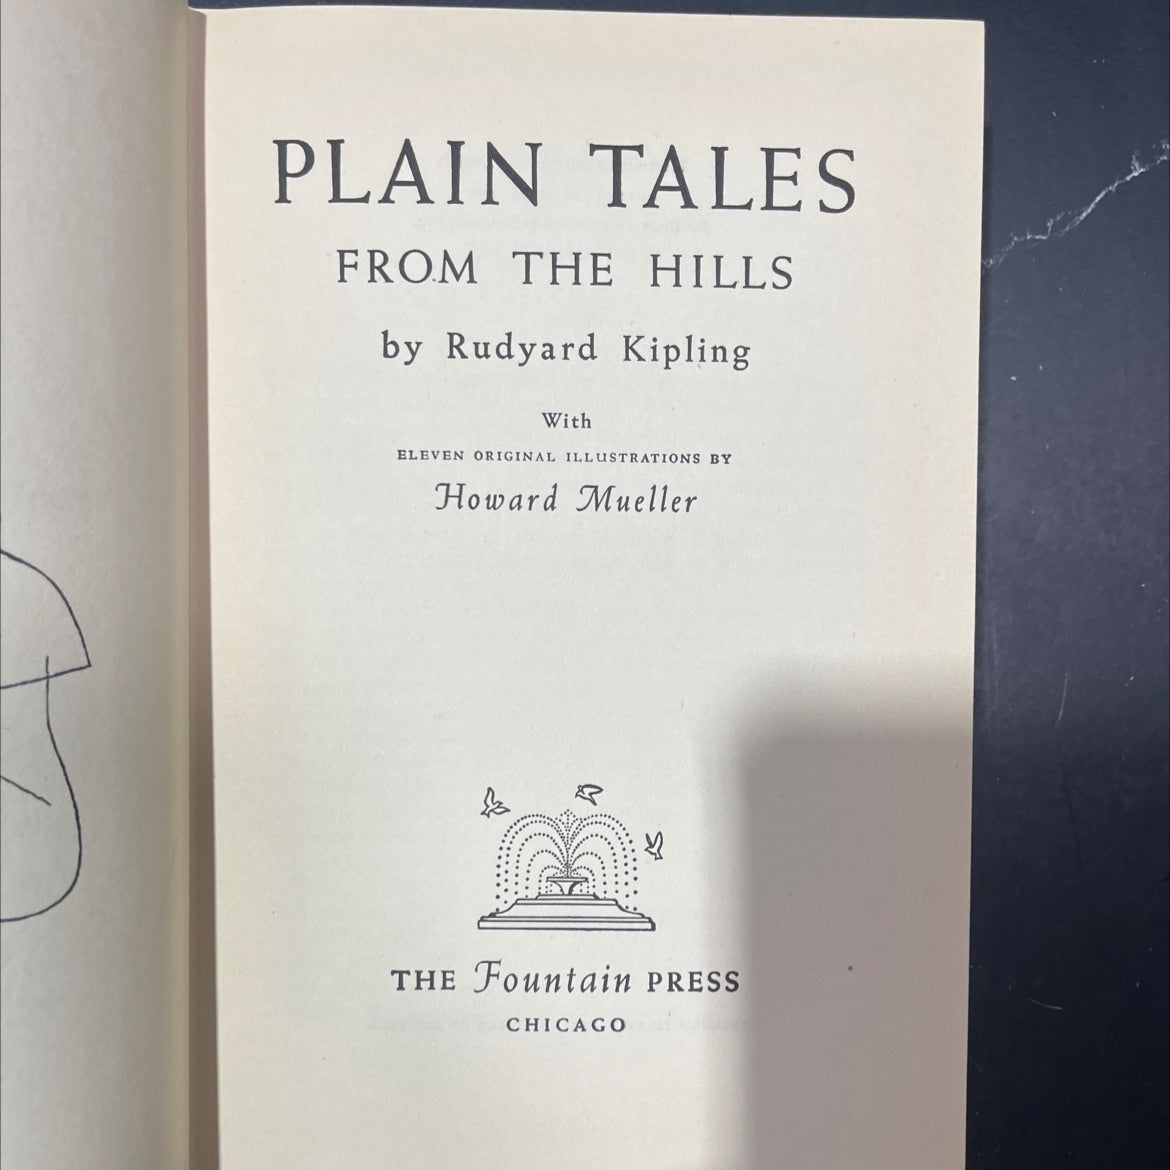 PLAIN TALES
FROM THE HILLS
by Rudyard Kipling
With
ELEVEN ORIGINAL ILLUSTRATIONS BY
Howard Mueller
THE Fountain PRESS
CHICAGO